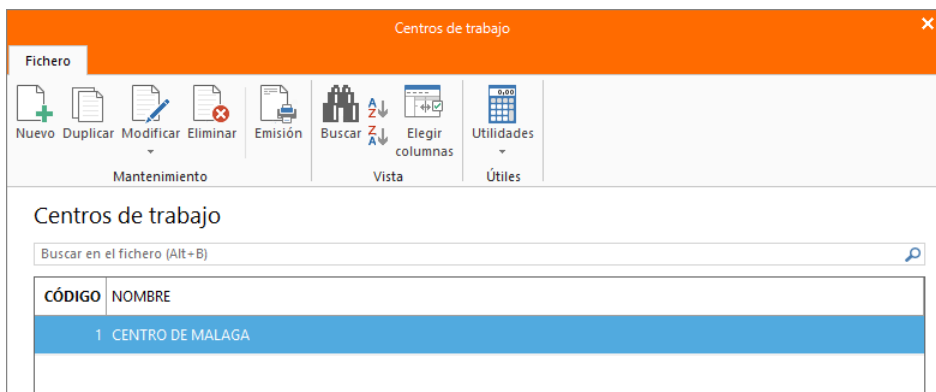 Centros de trabajo
Fichero
Nuevo Duplicar Modificar Eliminar Emisión Buscar Elegir columnas Utilidades
Mantenimiento Vista Útiles
Centros de trabajo
Buscar en el fichero (Alt+B)
CÓDIGO NOMBRE
1 CENTRO DE MALAGA